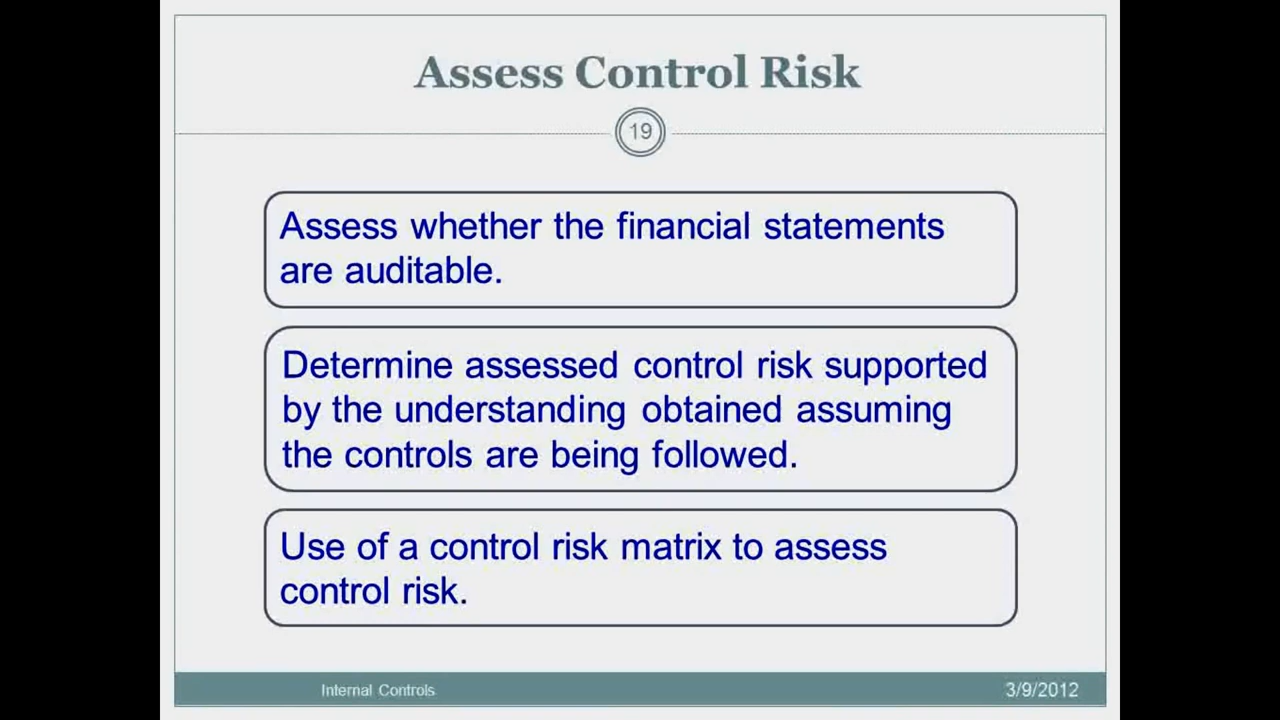 Assess Control Risk
19
Assess whether the financial statements
are auditable.
Determine assessed control risk supported
by the understanding obtained assuming
the controls are being followed.
Use of a control risk matrix to assess
control risk.
Internal Controls
3/9/2012